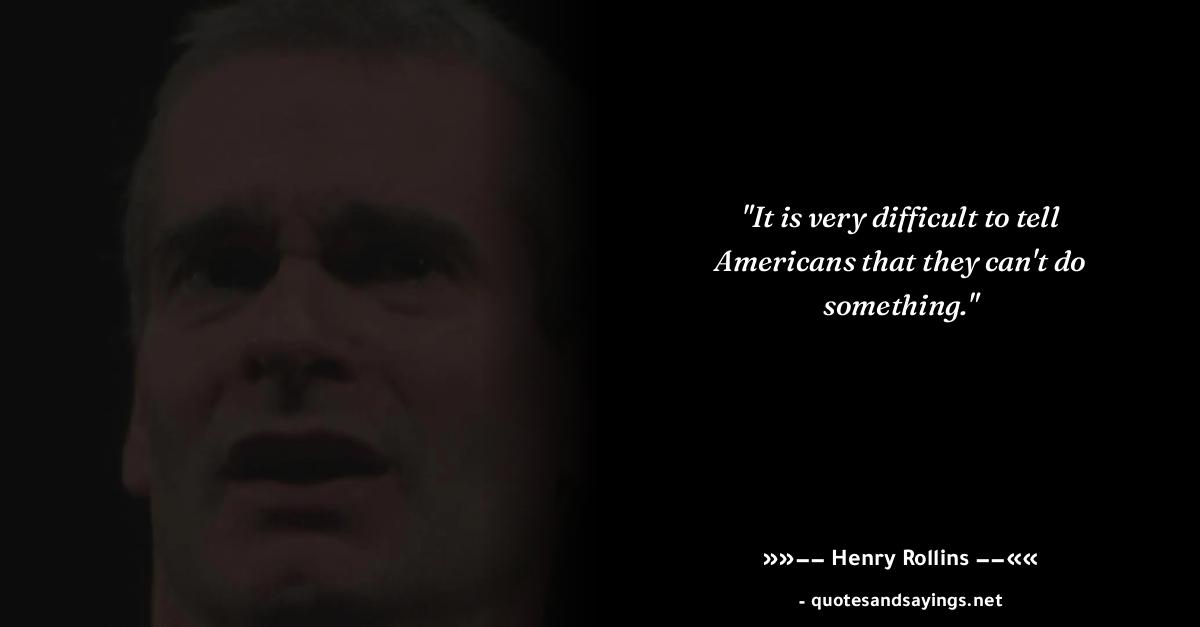 "It is very difficult to tell
Americans that they can't do
something."
»»−− Henry Rollins −−««
- quotesandsayings.net